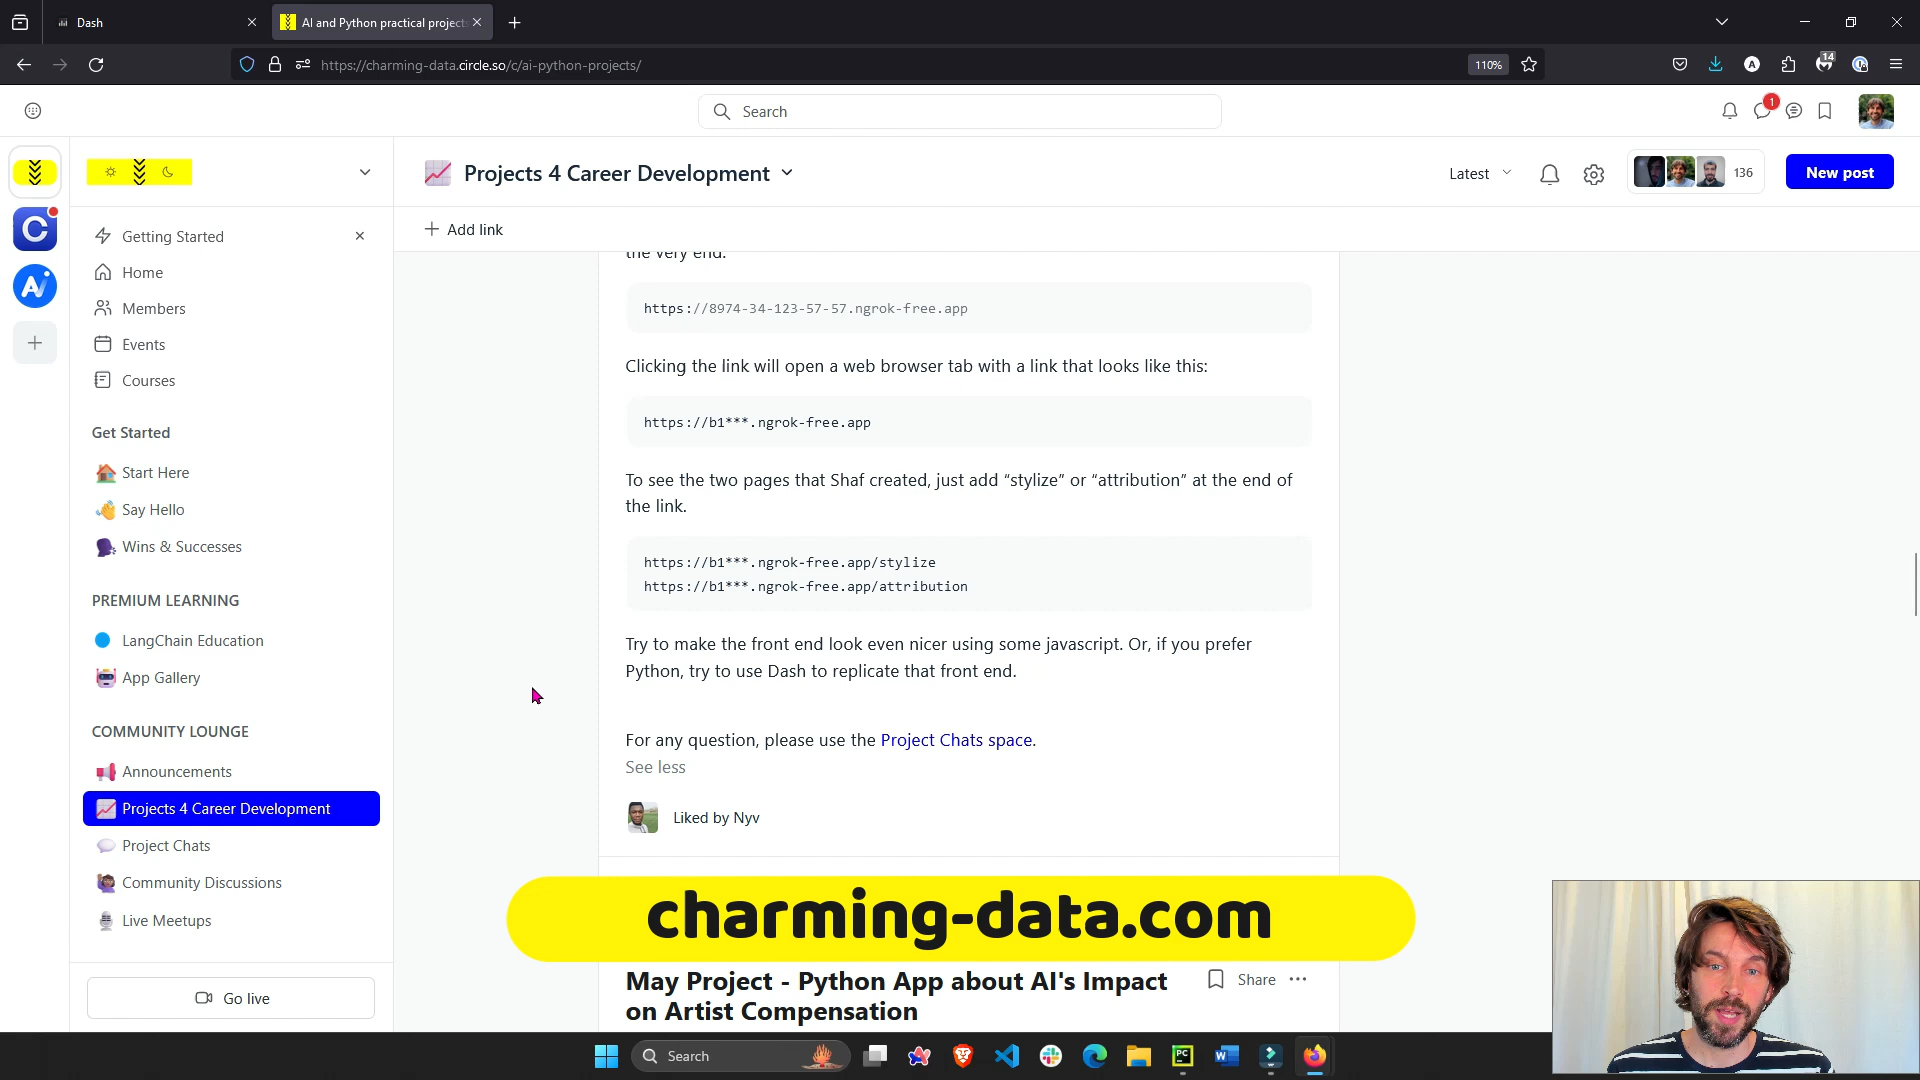 Dash
AI and Python practical projects
https://charming-data.circle.so/c/ai-python-projects/
110%
14
Search
1
Projects 4 Career Development
Latest
136
New post
Add link
Getting Started
Home
Members
Events
Courses
Get Started
Start Here
Say Hello
Wins & Successes
PREMIUM LEARNING
LangChain Education
App Gallery
COMMUNITY LOUNGE
Announcements
Projects 4 Career Development
Project Chats
Community Discussions
Live Meetups
Go live
the very end.
https://8974-34-123-57-57.ngrok-free.app
Clicking the link will open a web browser tab with a link that looks like this:
https://b1***.ngrok-free.app
To see the two pages that Shaf created, just add “stylize” or “attribution” at the end of
the link.
https://b1***.ngrok-free.app/stylize
https://b1***.ngrok-free.app/attribution
Try to make the front end look even nicer using some javascript. Or, if you prefer
Python, try to use Dash to replicate that front end.
For any question, please use the Project Chats space.
See less
Liked by Nyv
charming-data.com
May Project - Python App about AI's Impact
on Artist Compensation
Share
Search